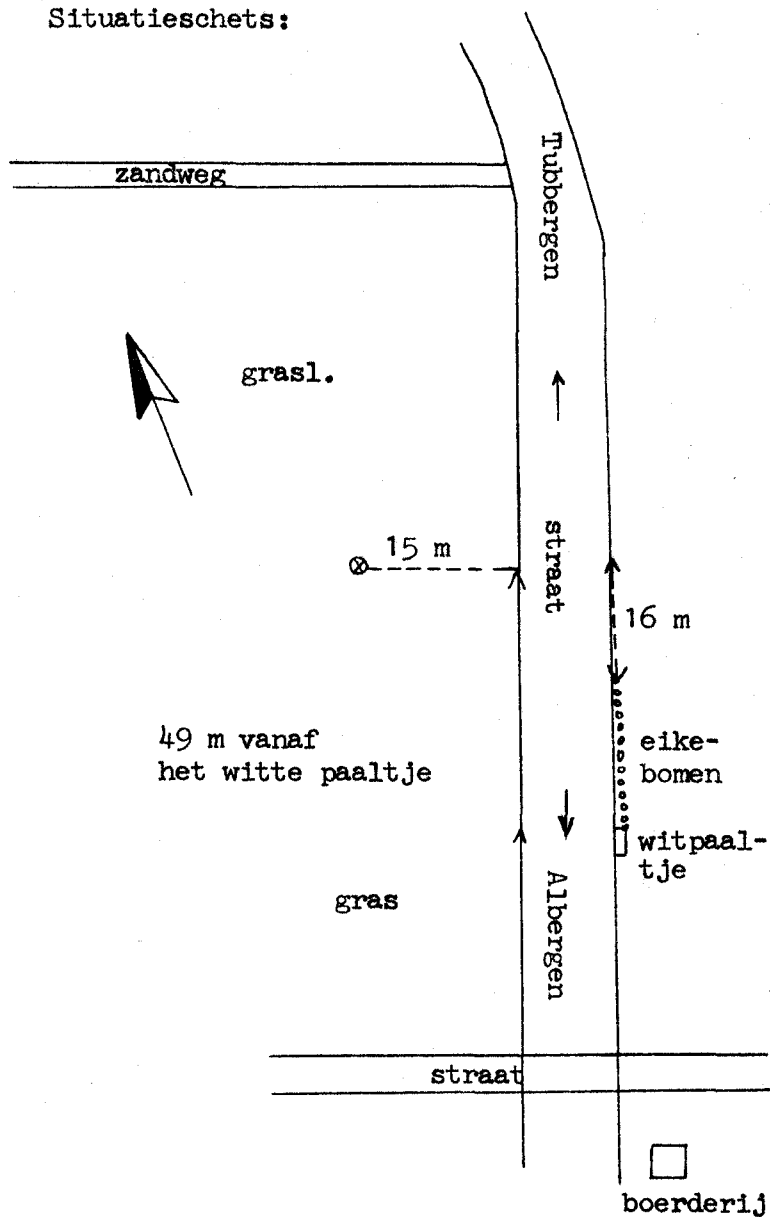 Situatieschets:
Tubbergen
zandweg
grasl.
15 m
straat
16 m
49 m vanaf
het witte paaltje
eike-
bomen
witpaal-
tje
gras
Albergen
straat
boerderij